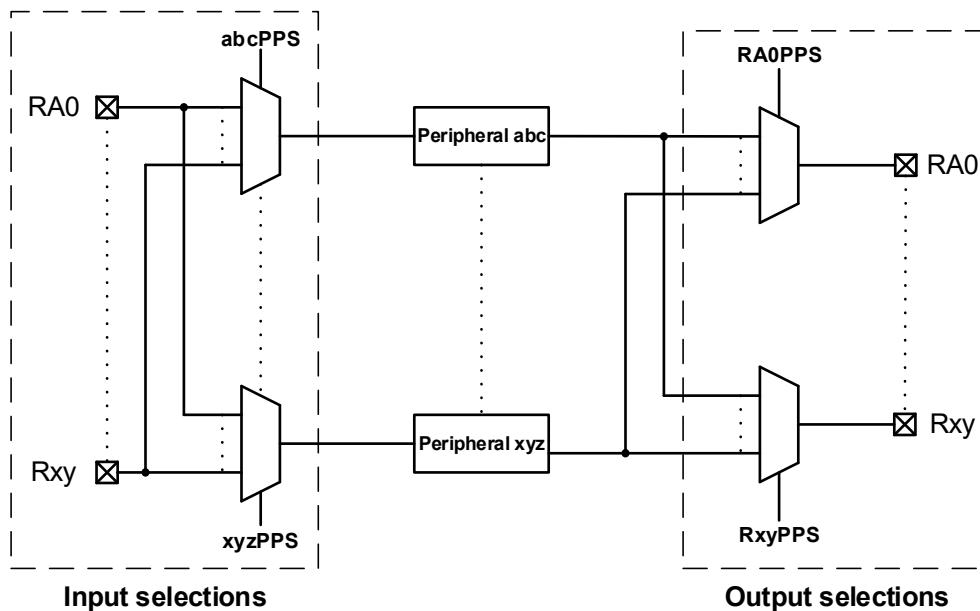 abcPPS
RA0PPS
RA0
Peripheral abc
RA0
Peripheral xyz
Rxy
Rxy
xyzPPS
RxyPPS
Input selections
Output selections